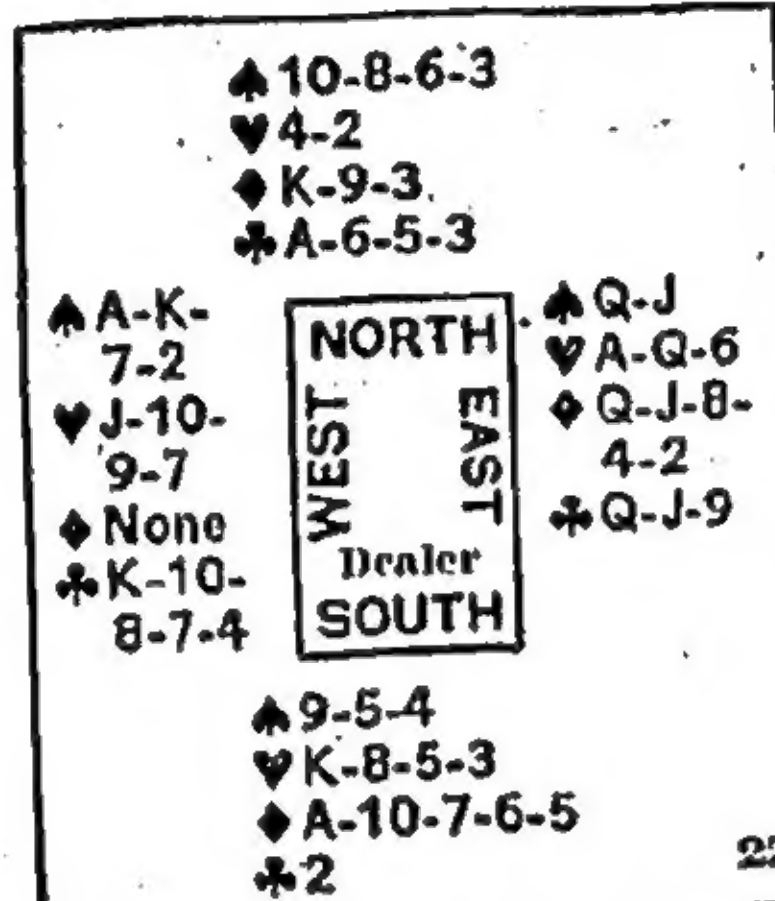 ♠10-8-6-3
♥4-2
♦K-9-3
♣A-6-5-3
♠A-K-
7-2
♥J-10-
9-7
♦None
♣K-10-
8-7-4
NORTH
WEST
EAST
Dealer
SOUTH
♠Q-J
♥A-Q-6
♦Q-J-8-
4-2
♣Q-J-9
♠9-5-4
♥K-8-5-3
♦A-10-7-6-5
♣2